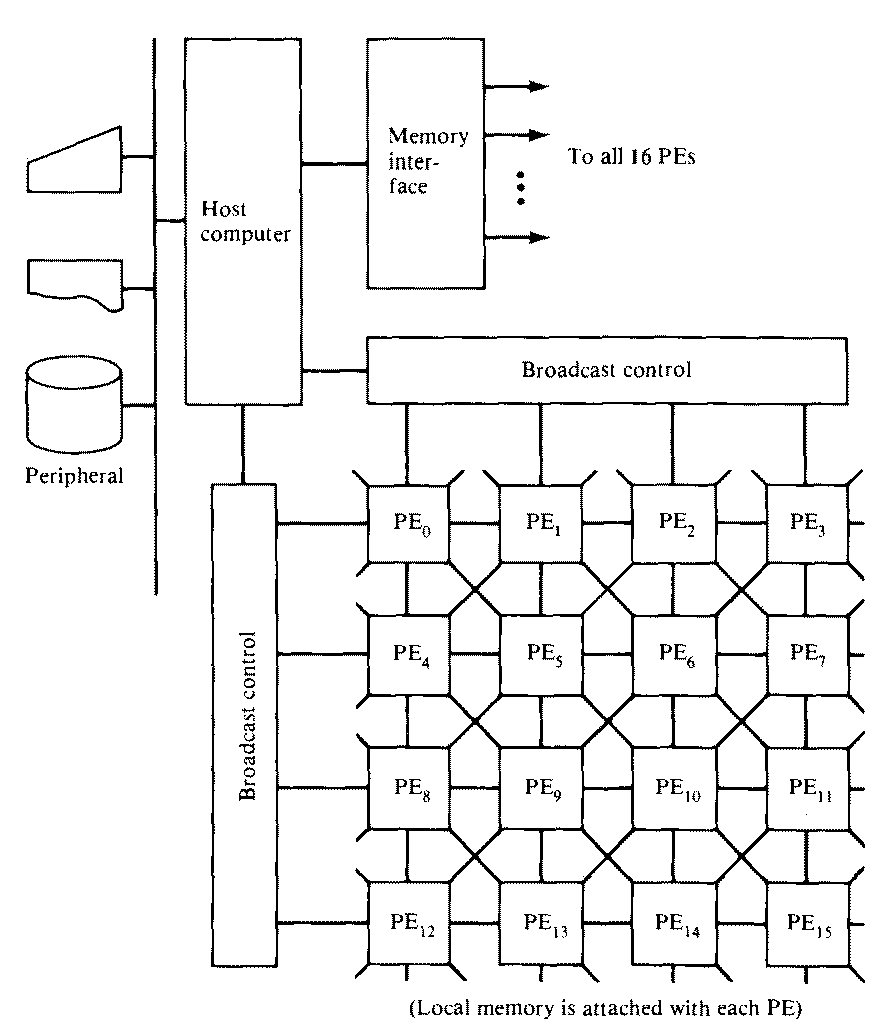 Memory
inter-
face
To all 16 PEs
Host
computer
Broadcast control
Peripheral
PE₀ PE₁ PE₂ PE₃
Broadcast control
PE₄ PE₅ PE₆ PE₇
PE₈ PE₉ PE₁₀ PE₁₁
PE₁₂ PE₁₃ PE₁₄ PE₁₅
(Local memory is attached with each PE)